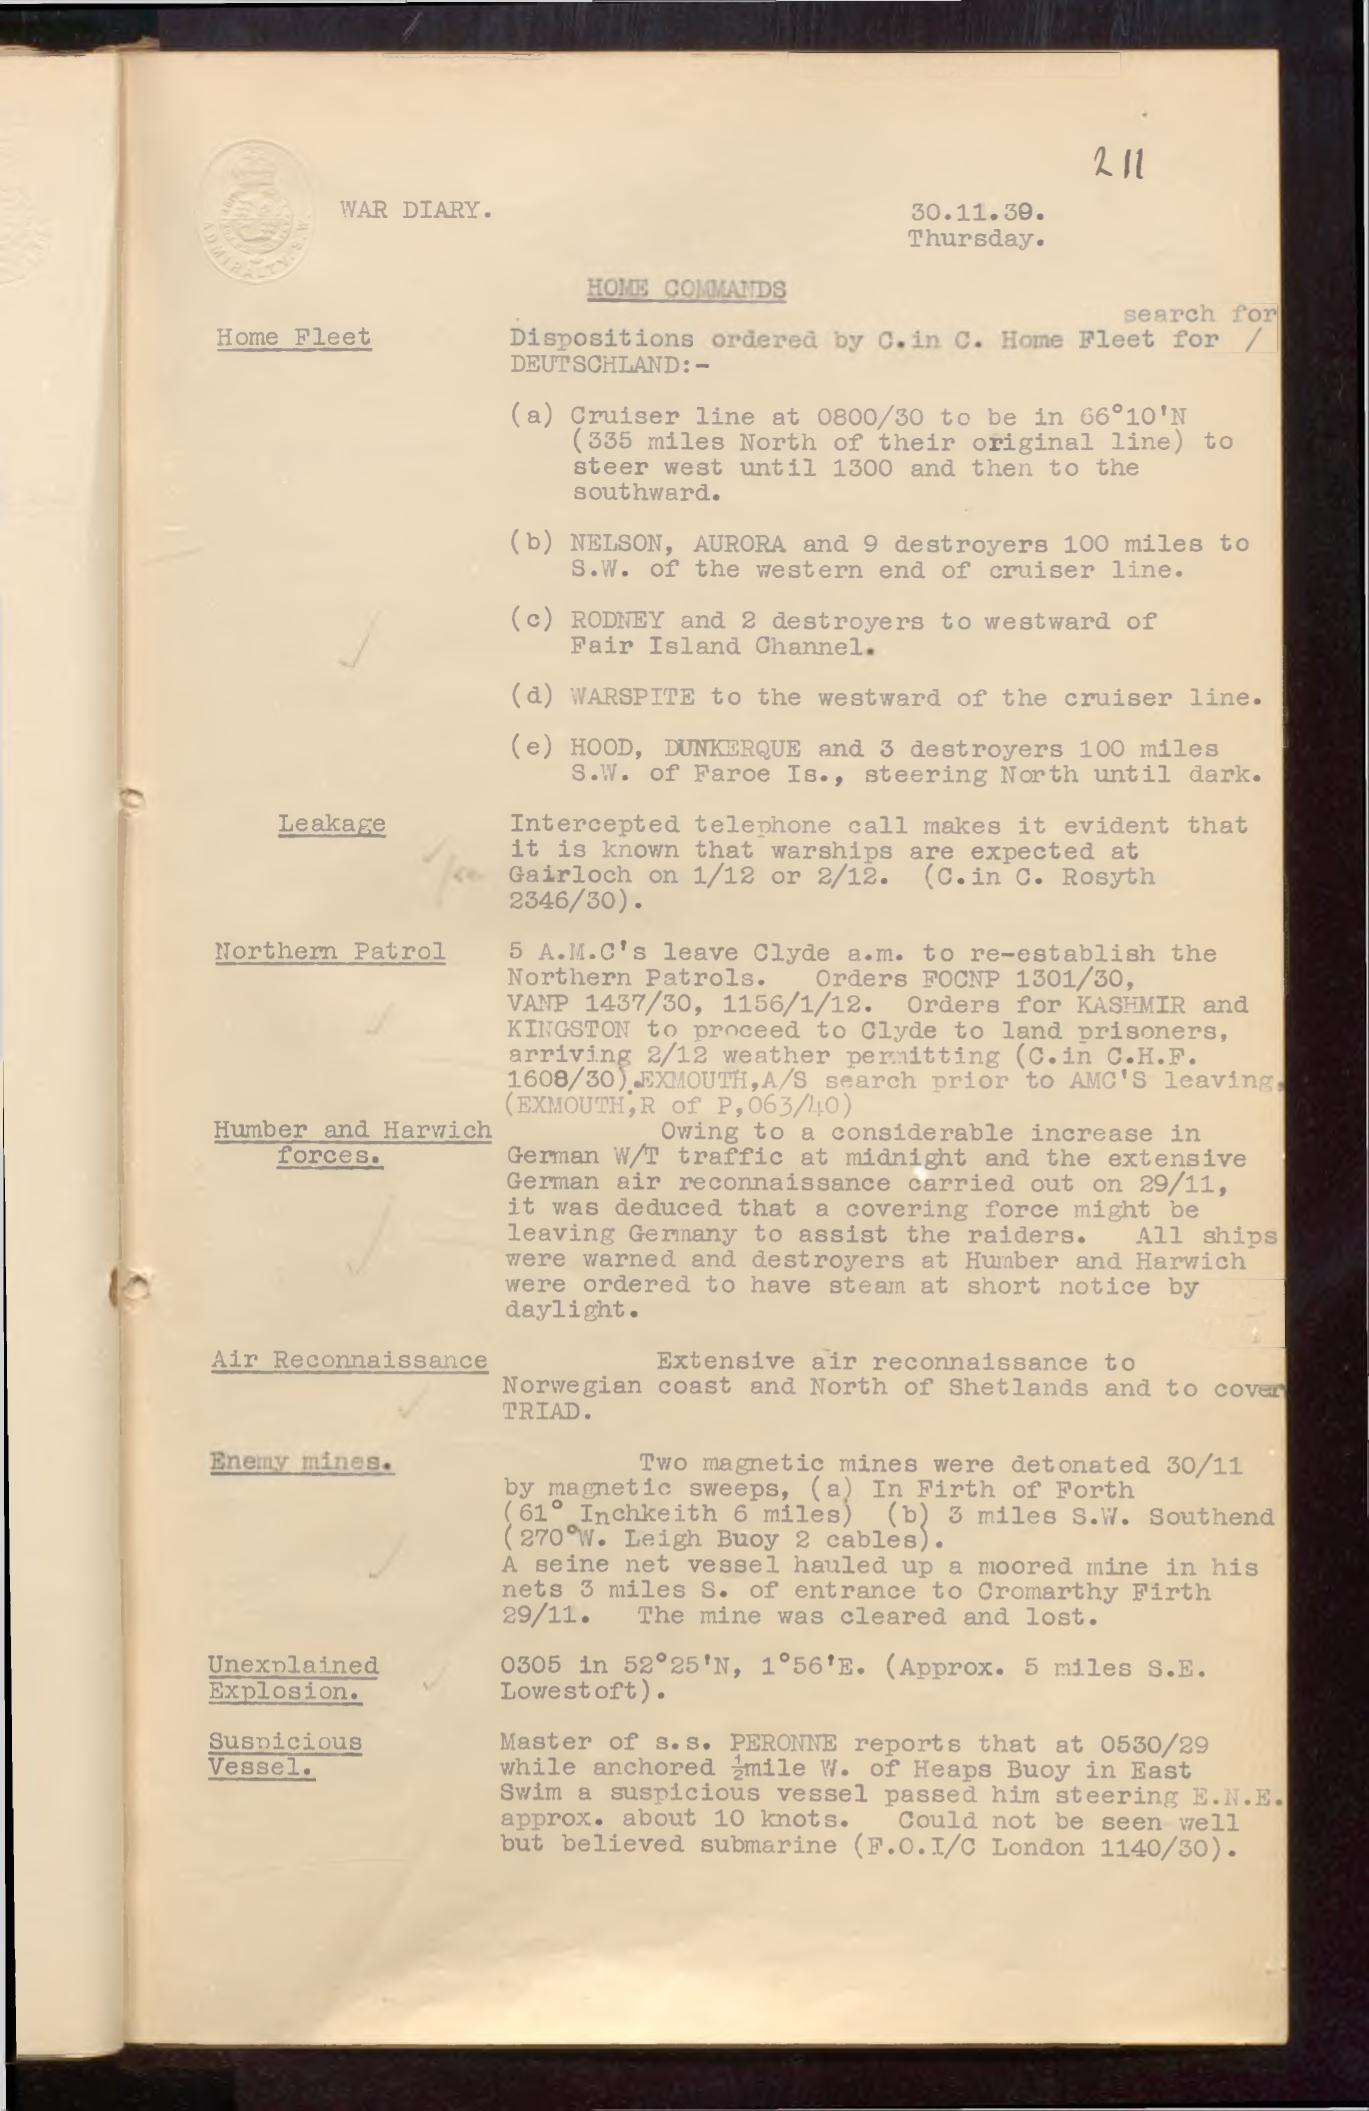 211
WAR DIARY.
30.11.39.
Thursday.
HOME COMMANDS
search for
Home Fleet Dispositions ordered by C.in C. Home Fleet for /
DEUTSCHLAND:-
(a) Cruiser line at 0800/30 to be in 66°10'N
(335 miles North of their original line) to
steer west until 1300 and then to the
southward.
(b) NELSON, AURORA and 9 destroyers 100 miles to
S.W. of the western end of cruiser line.
(c) RODNEY and 2 destroyers to westward of
Fair Island Channel.
(d) WARSPITE to the westward of the cruiser line.
(e) HOOD, DUNKERQUE and 3 destroyers 100 miles
S.W. of Faroe Is., steering North until dark.
Leakage Intercepted telephone call makes it evident that
it is known that warships are expected at
Gairloch on 1/12 or 2/12. (C.in C. Rosyth
2346/30).
Northern Patrol 5 A.M.C's leave Clyde a.m. to re-establish the
Northern Patrols. Orders FOCNP 1301/30,
VANP 1437/30, 1156/1/12. Orders for KASHMIR and
KINGSTON to proceed to Clyde to land prisoners,
arriving 2/12 weather permitting (C.in C.H.F.
1608/30).EXMOUTH,A/S search prior to AMC'S leaving.
(EXMOUTH,R of P,063/40)
Humber and Harwich Owing to a considerable increase in
forces. German W/T traffic at midnight and the extensive
German air reconnaissance carried out on 29/11,
it was deduced that a covering force might be
leaving Germany to assist the raiders. All ships
were warned and destroyers at Humber and Harwich
were ordered to have steam at short notice by
daylight.
Air Reconnaissance Extensive air reconnaissance to
Norwegian coast and North of Shetlands and to cover
TRIAD.
Enemy mines. Two magnetic mines were detonated 30/11
by magnetic sweeps, (a) In Firth of Forth
(61° Inchkeith 6 miles) (b) 3 miles S.W. Southend
(270°W. Leigh Buoy 2 cables).
A seine net vessel hauled up a moored mine in his
nets 3 miles S. of entrance to Cromarthy Firth
29/11. The mine was cleared and lost.
Unexplained 0305 in 52°25'N, 1°56'E. (Approx. 5 miles S.E.
Explosion. Lowestoft).
Suspicious Master of s.s. PERONNE reports that at 0530/29
Vessel. while anchored ½mile W. of Heaps Buoy in East
Swim a suspicious vessel passed him steering E.N.E.
approx. about 10 knots. Could not be seen well
but believed submarine (F.O.I/C London 1140/30).